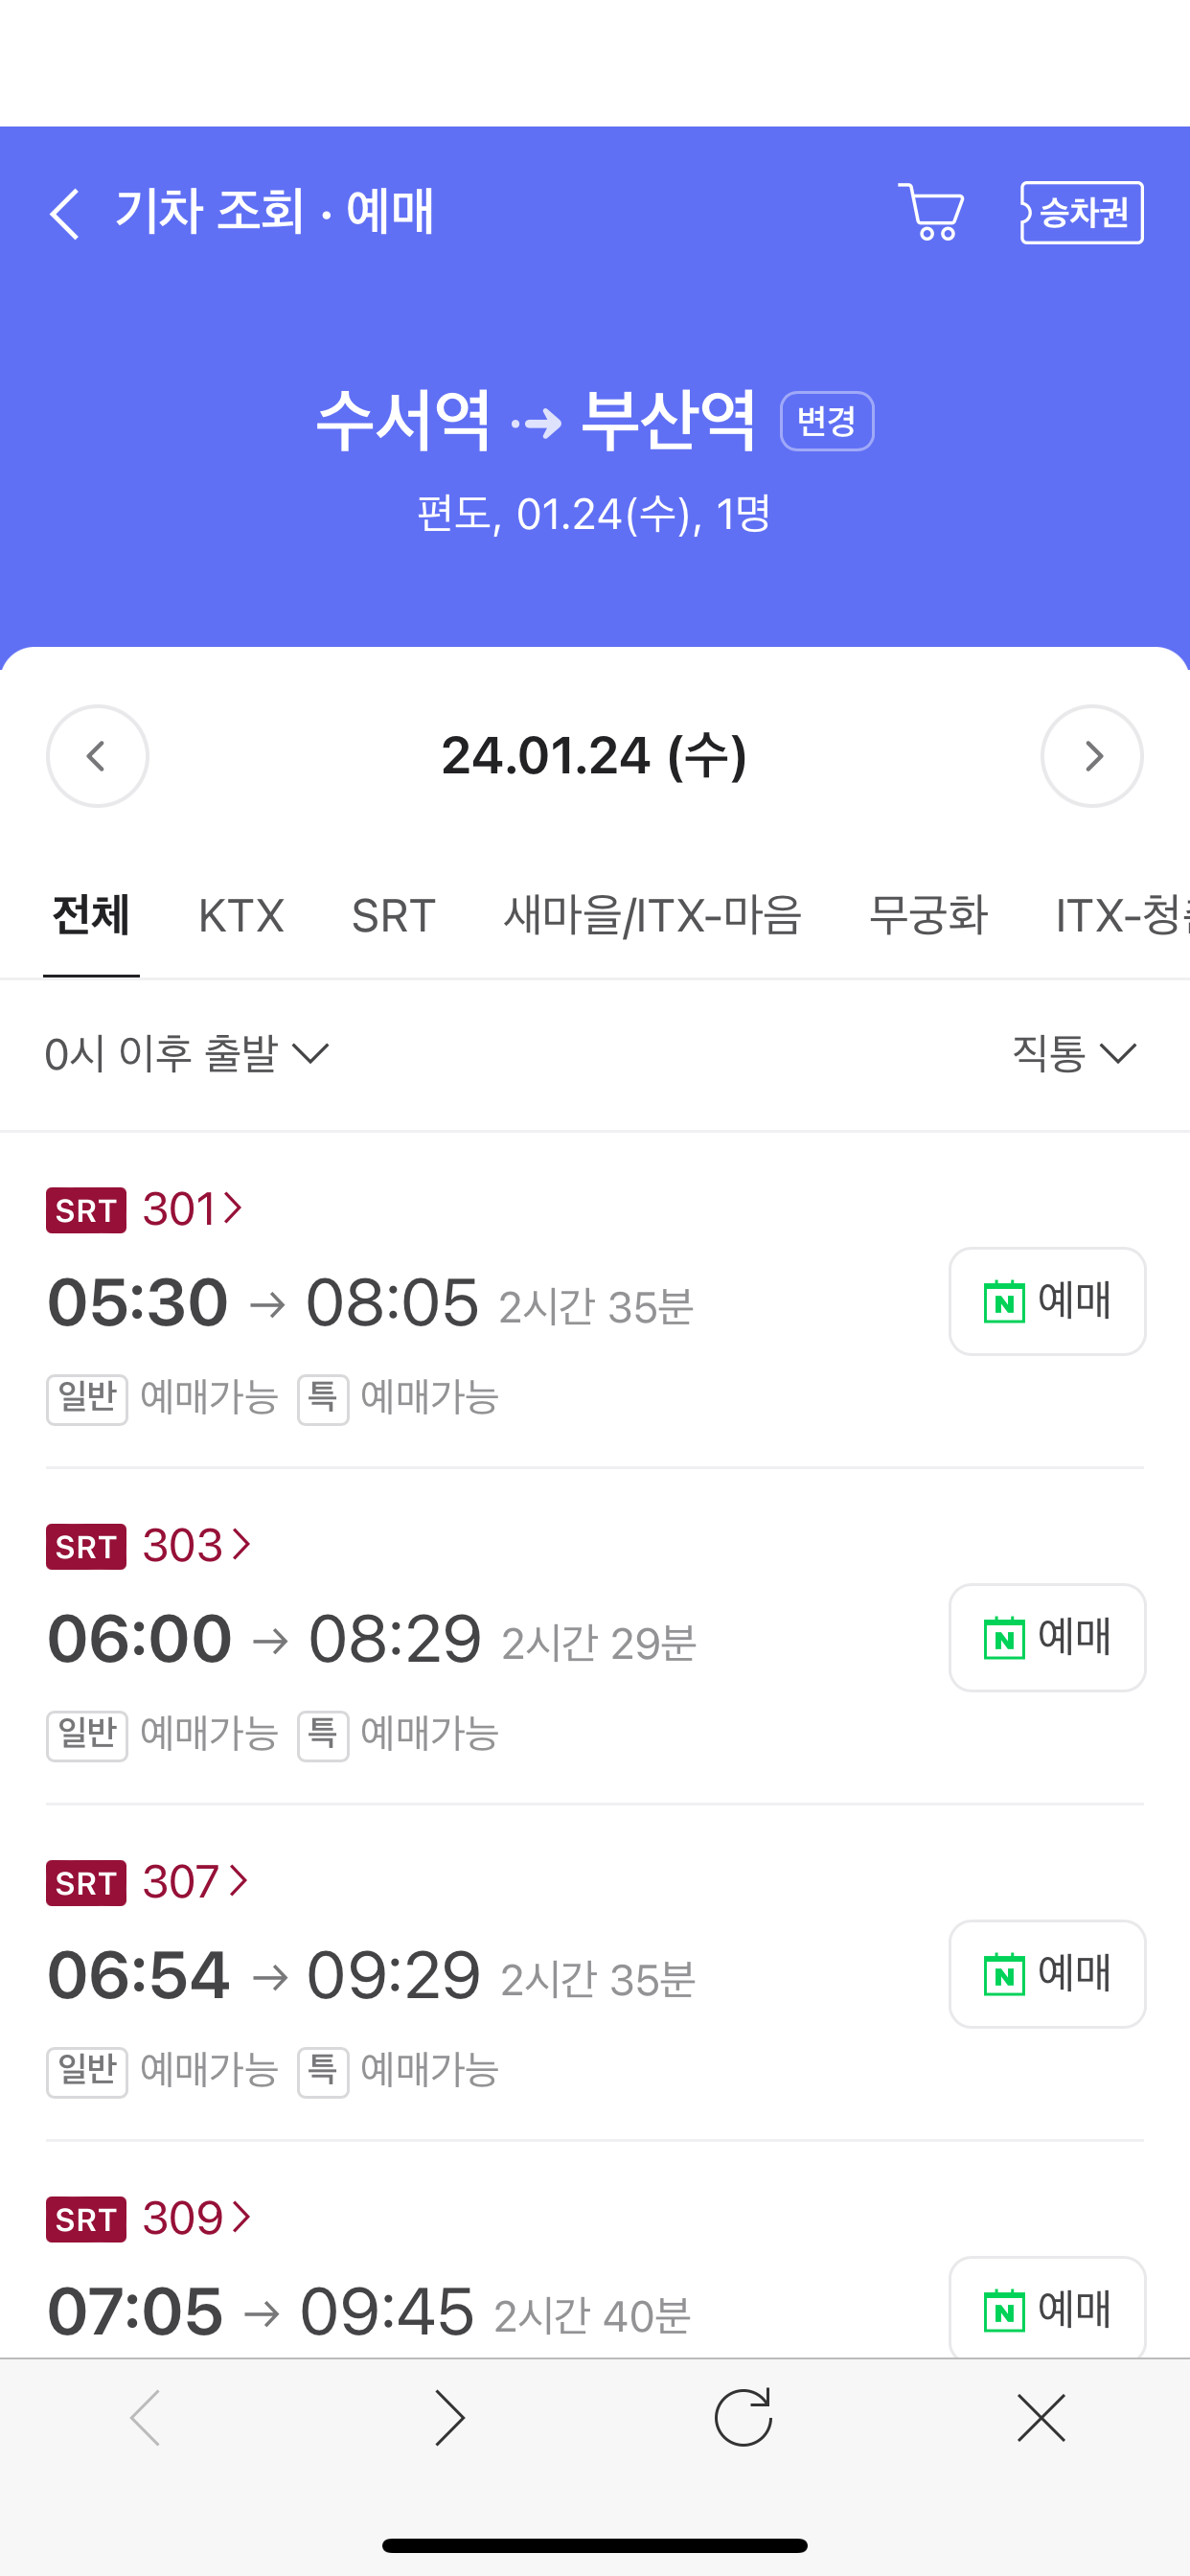 기차 조회 · 예매
승차권
수서역 → 부산역 변경
편도, 01.24(수), 1명
24.01.24 (수)
전체 KTX SRT 새마을/ITX-마음 무궁화 ITX-청춘
0시 이후 출발 직통
SRT 301
05:30 → 08:05 2시간 35분 N 예매
일반 예매가능 특 예매가능
SRT 303
06:00 → 08:29 2시간 29분 N 예매
일반 예매가능 특 예매가능
SRT 307
06:54 → 09:29 2시간 35분 N 예매
일반 예매가능 특 예매가능
SRT 309
07:05 → 09:45 2시간 40분 N 예매